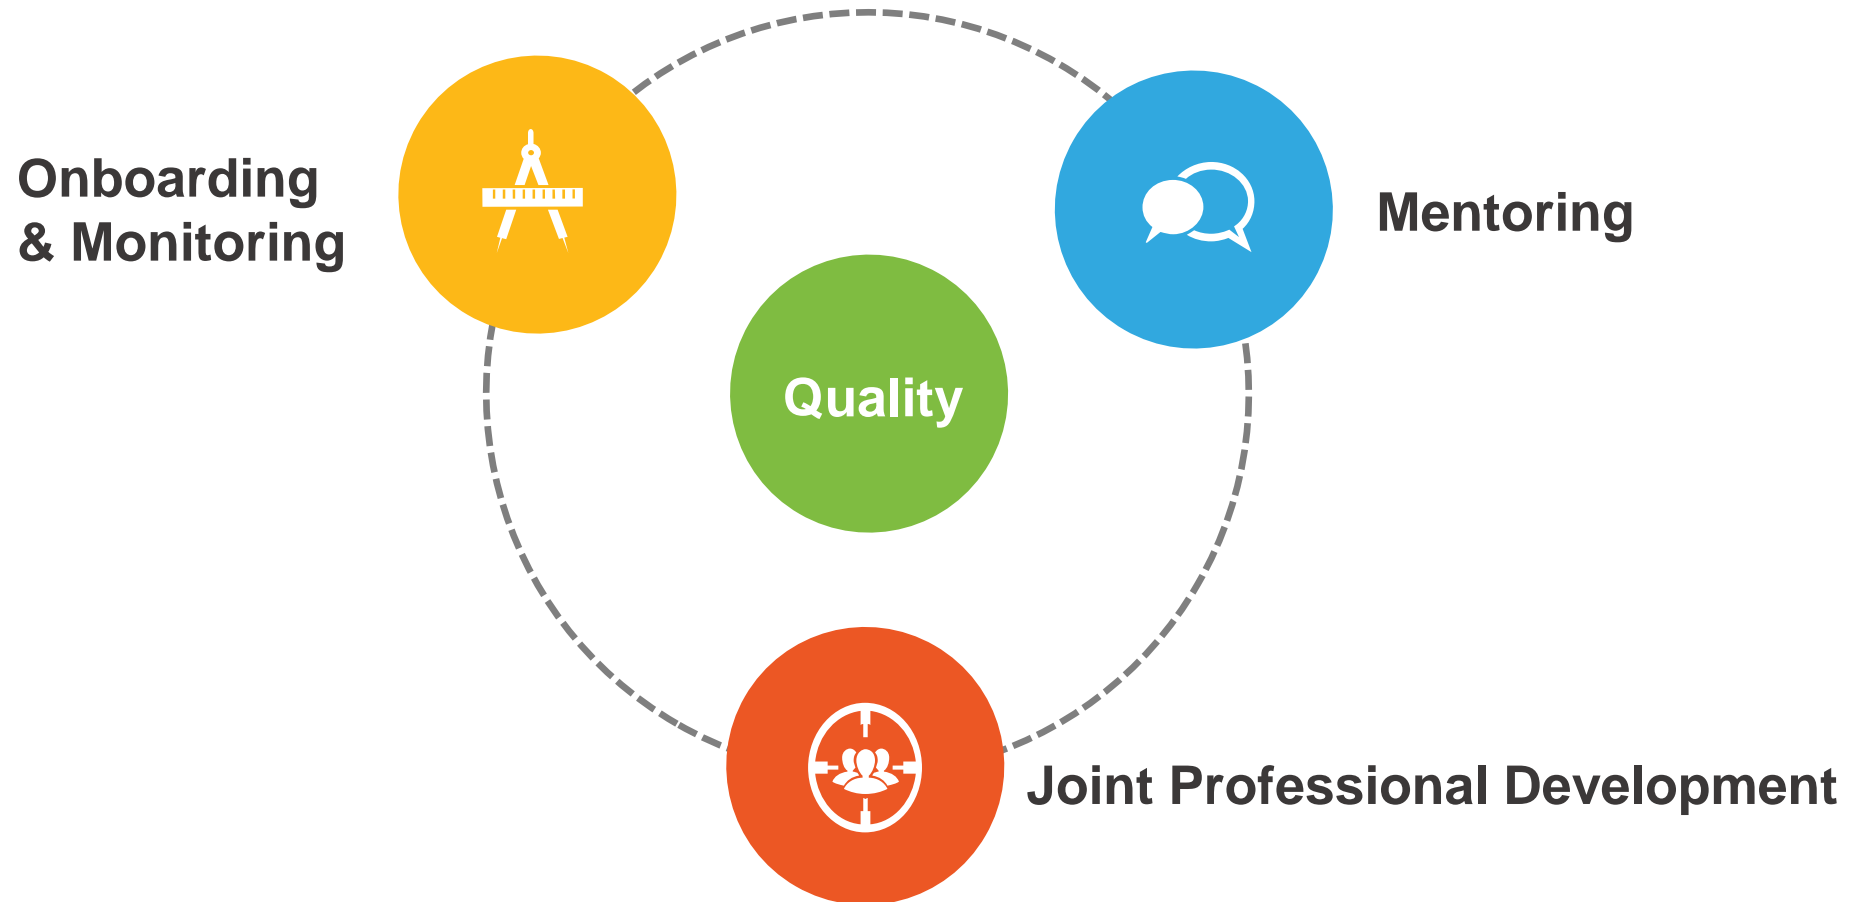 Onboarding
& Monitoring
Mentoring
Quality
Joint Professional Development